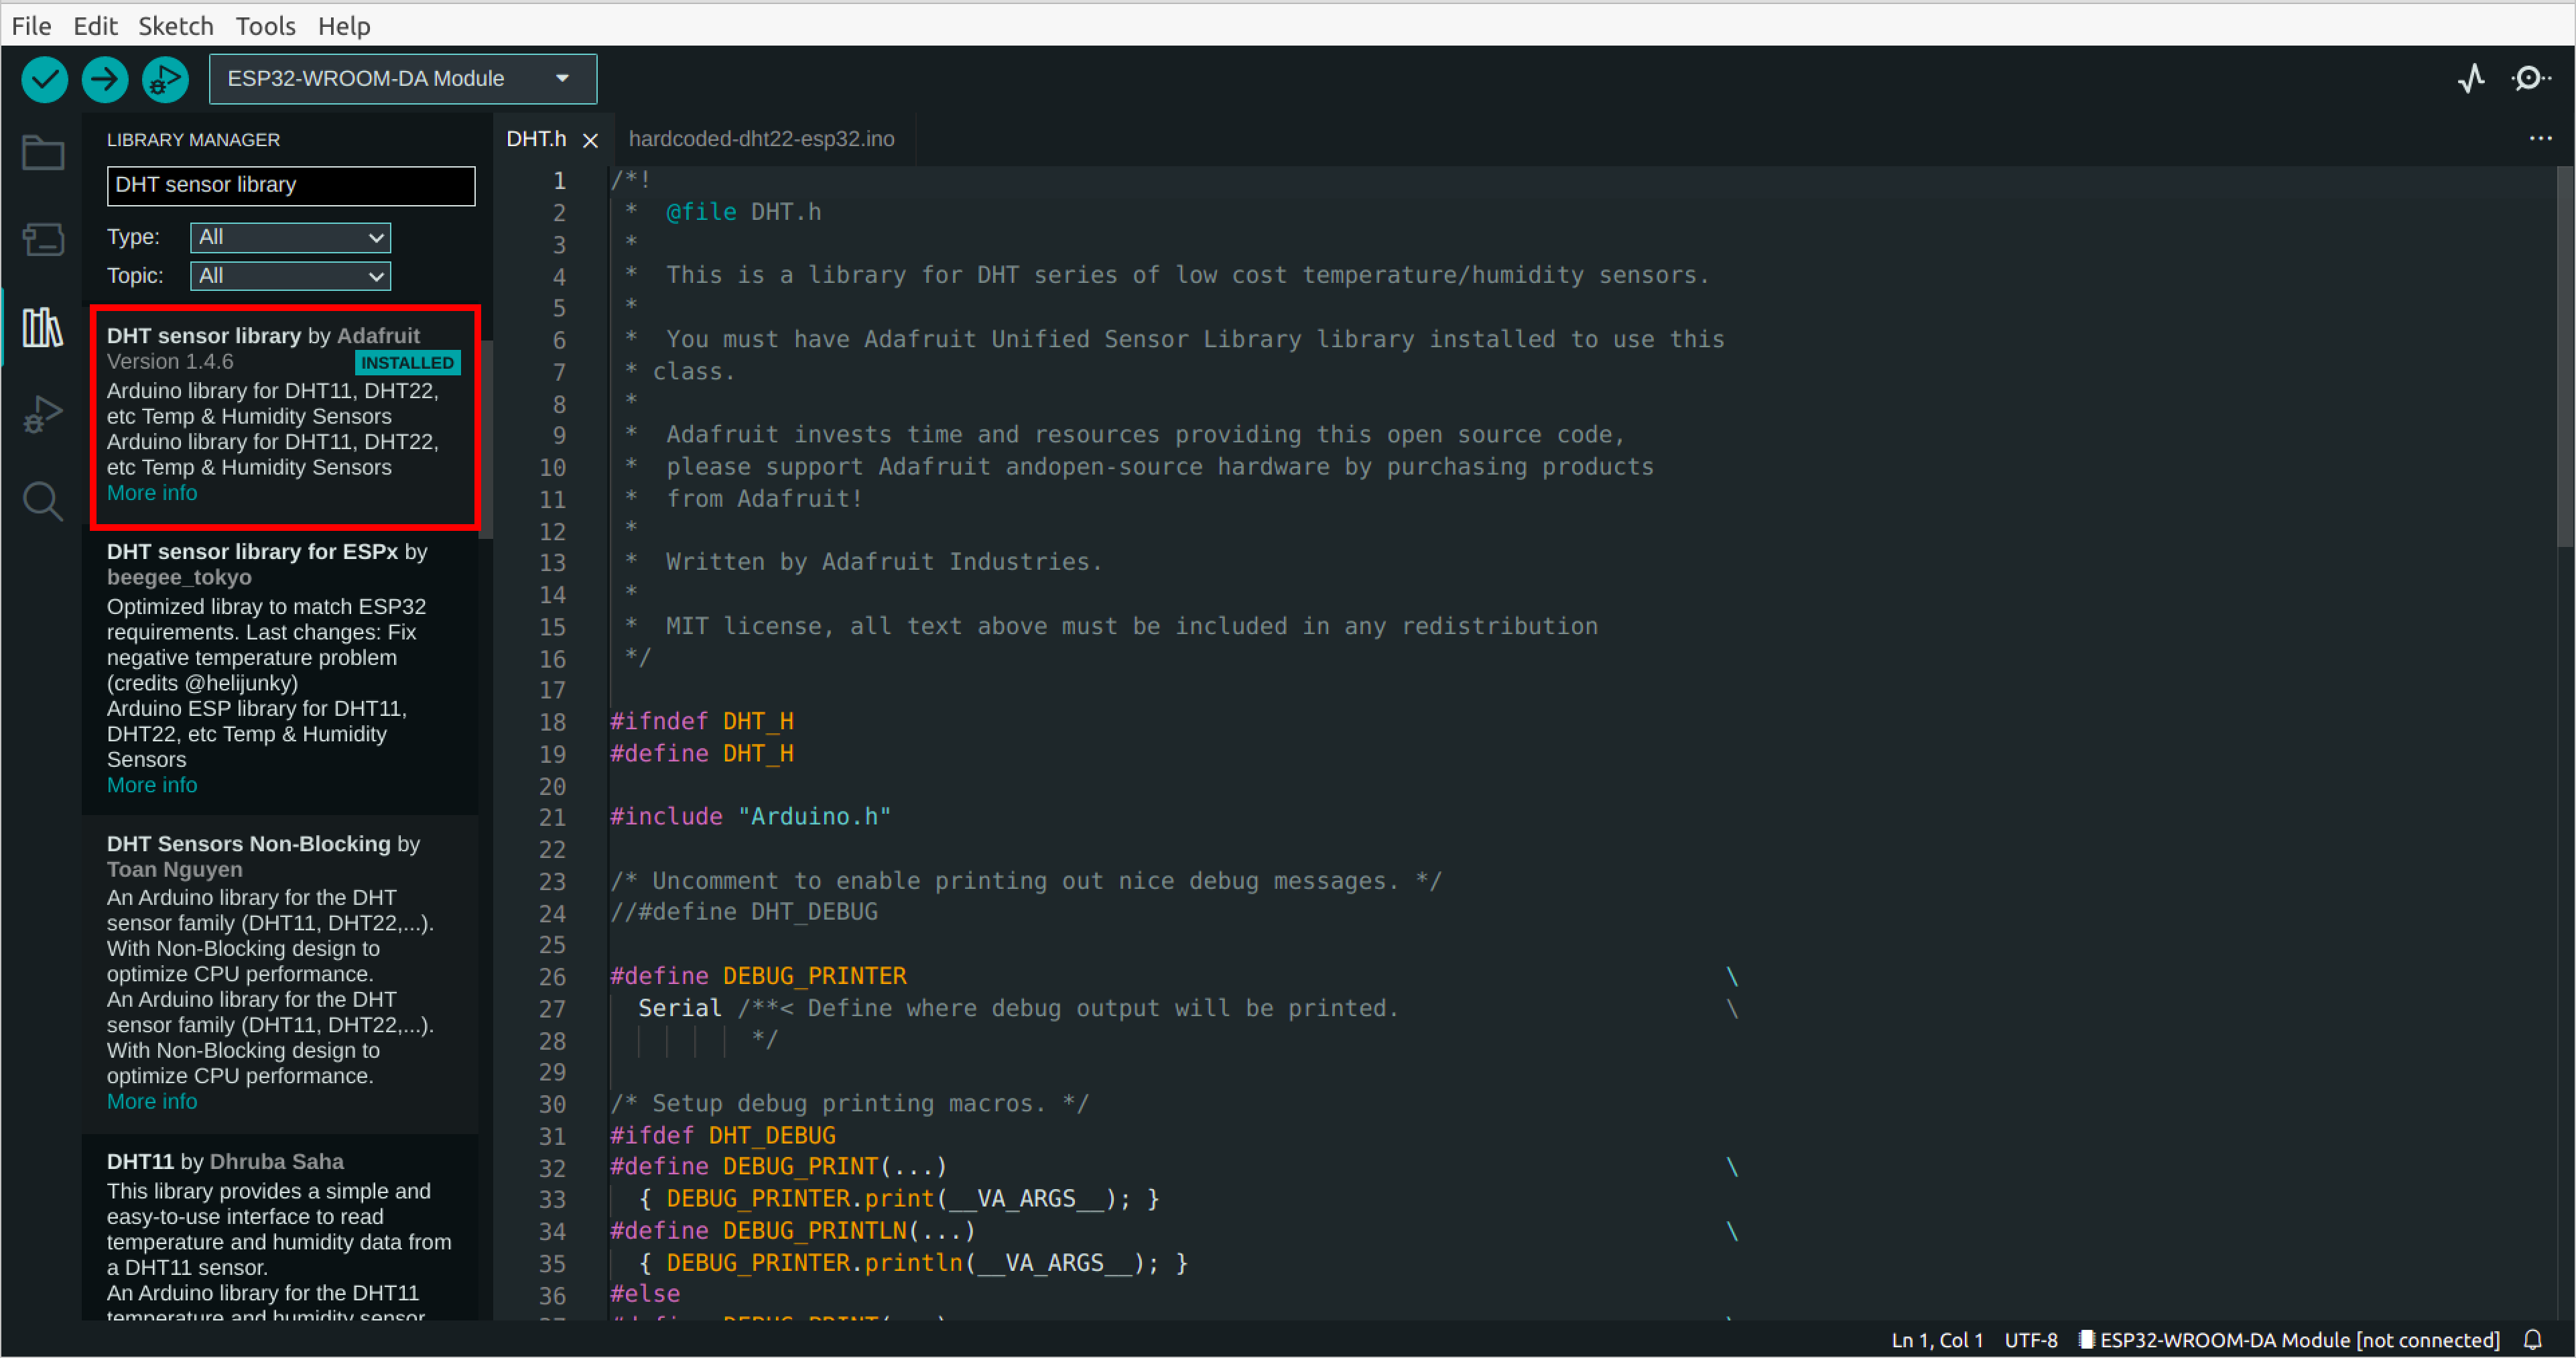 File Edit Sketch Tools Help
ESP32-WROOM-DA Module
LIBRARY MANAGER
DHT sensor library
Type: All
Topic: All
DHT sensor library by Adafruit
Version 1.4.6 INSTALLED
Arduino library for DHT11, DHT22,
etc Temp & Humidity Sensors
Arduino library for DHT11, DHT22,
etc Temp & Humidity Sensors
More info
DHT sensor library for ESPx by
beegee_tokyo
Optimized libray to match ESP32
requirements. Last changes: Fix
negative temperature problem
(credits @helijunky)
Arduino ESP library for DHT11,
DHT22, etc Temp & Humidity
Sensors
More info
DHT Sensors Non-Blocking by
Toan Nguyen
An Arduino library for the DHT
sensor family (DHT11, DHT22,...).
With Non-Blocking design to
optimize CPU performance.
An Arduino library for the DHT
sensor family (DHT11, DHT22,...).
With Non-Blocking design to
optimize CPU performance.
More info
DHT11 by Dhruba Saha
This library provides a simple and
easy-to-use interface to read
temperature and humidity data from
a DHT11 sensor.
An Arduino library for the DHT11
temperature and humidity sensor
DHT.h hardcoded-dht22-esp32.ino
1 /*!
2 * @file DHT.h
3 *
4 * This is a library for DHT series of low cost temperature/humidity sensors.
5 *
6 * You must have Adafruit Unified Sensor Library library installed to use this
7 * class.
8 *
9 * Adafruit invests time and resources providing this open source code,
10 * please support Adafruit andopen-source hardware by purchasing products
11 * from Adafruit!
12 *
13 * Written by Adafruit Industries.
14 *
15 * MIT license, all text above must be included in any redistribution
16 */
17
18 #ifndef DHT_H
19 #define DHT_H
20
21 #include "Arduino.h"
22
23 /* Uncomment to enable printing out nice debug messages. */
24 //#define DHT_DEBUG
25
26 #define DEBUG_PRINTER \
27 Serial /**< Define where debug output will be printed. \
28 */
29
30 /* Setup debug printing macros. */
31 #ifdef DHT_DEBUG
32 #define DEBUG_PRINT(...) \
33 { DEBUG_PRINTER.print(__VA_ARGS__); }
34 #define DEBUG_PRINTLN(...) \
35 { DEBUG_PRINTER.println(__VA_ARGS__); }
36 #else
Ln 1, Col 1 UTF-8 ESP32-WROOM-DA Module [not connected]